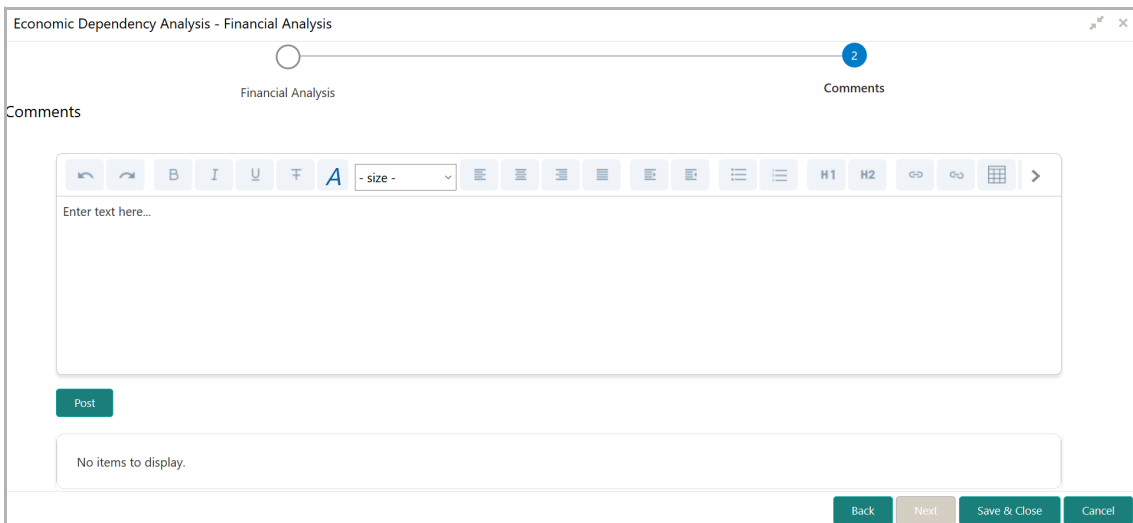 Economic Dependency Analysis - Financial Analysis
2
Financial Analysis
Comments
Comments
B I U T A - size - H1 H2
Enter text here...
Post
No items to display.
Back Next Save & Close Cancel